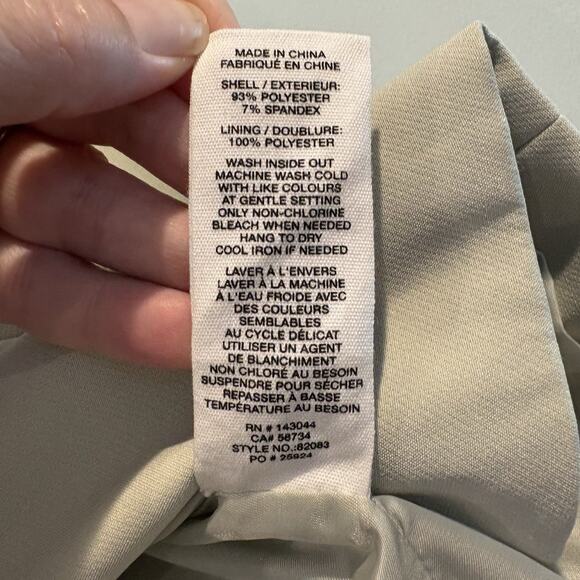 MADE IN CHINA
FABRIQUÉ EN CHINE
SHELL / EXTERIEUR:
93% POLYESTER
7% SPANDEX
LINING / DOUBLURE:
100% POLYESTER
WASH INSIDE OUT
MACHINE WASH COLD
WITH LIKE COLOURS
AT GENTLE SETTING
ONLY NON-CHLORINE
BLEACH WHEN NEEDED
HANG TO DRY
COOL IRON IF NEEDED
LAVER À L'ENVERS
LAVER À LA MACHINE
À L'EAU FROIDE AVEC
DES COULEURS
SEMBLABLES
AU CYCLE DÉLICAT
UTILISER UN AGENT
DE BLANCHIMENT
NON CHLORÉ AU BESOIN
SUSPENDRE POUR SÉCHER
REPASSER À BASSE
TEMPÉRATURE AU BESOIN
RN # 143044
CA# 58734
STYLE NO.:82083
PO # 25924